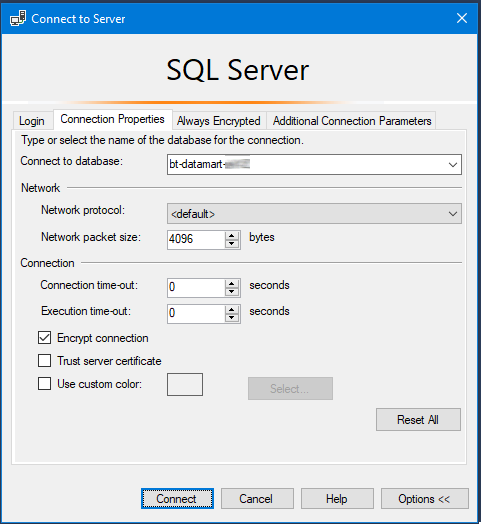 Connect to Server
SQL Server
Login Connection Properties Always Encrypted Additional Connection Parameters
Type or select the name of the database for the connection.
Connect to database: bt-datamart-
Network
Network protocol: <default>
Network packet size: 4096 bytes
Connection
Connection time-out: 0 seconds
Execution time-out: 0 seconds
Encrypt connection
Trust server certificate
Use custom color: Select...
Reset All
Connect Cancel Help Options <<